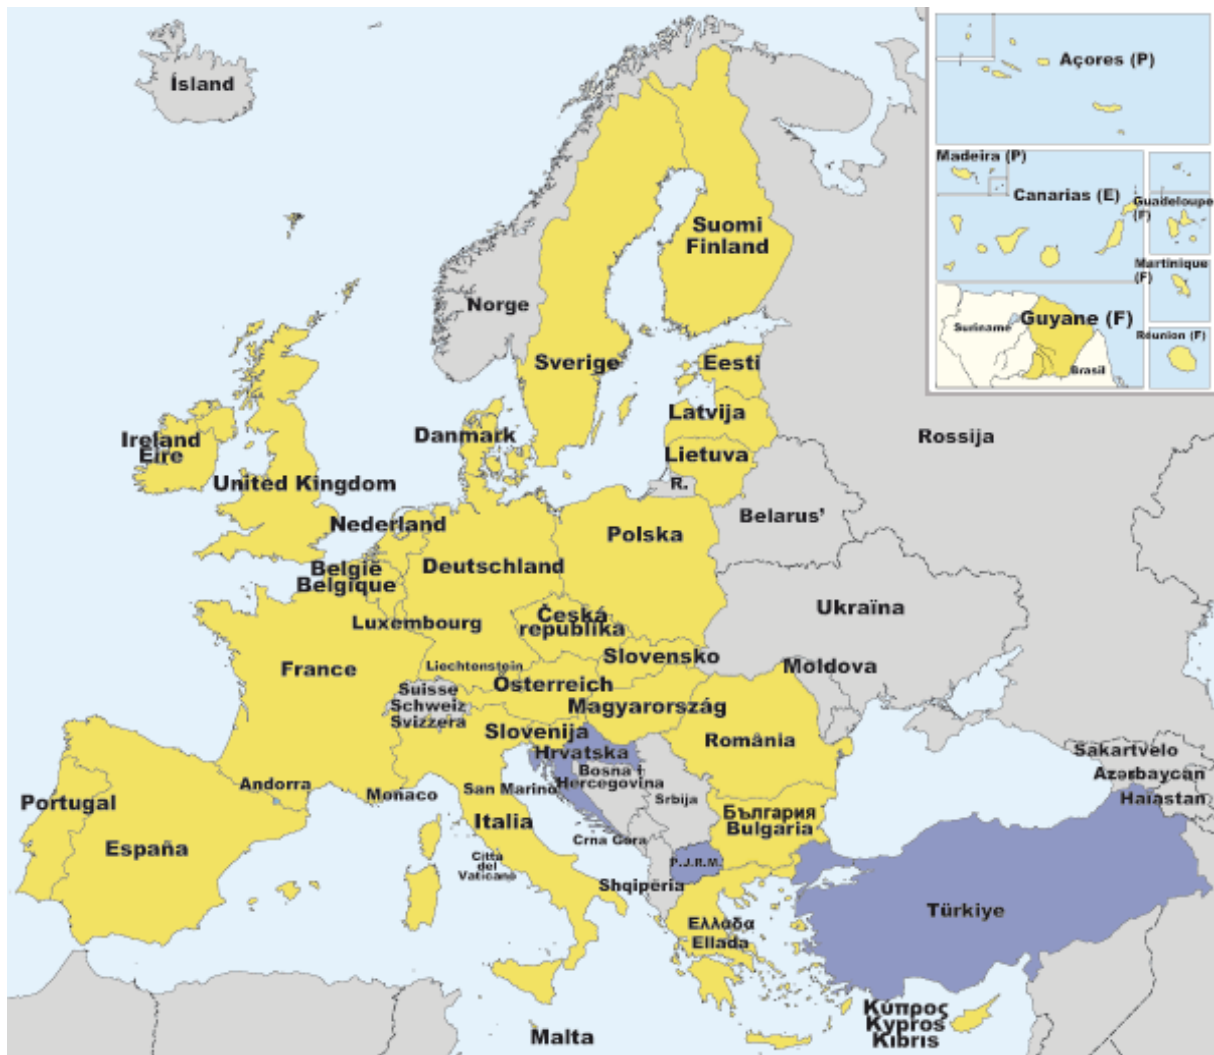 Ísland
Açores (P)
Madeira (P)
Canarias (E)
Guadeloupe
(F)
Martinique
(F)
Guyane (F)
Suriname
Brasil
Réunion (F)
Suomi
Finland
Norge
Sverige
Eesti
Latvija
Lietuva
R.
Danmark
Ireland
Éire
United Kingdom
Nederland
België
Belgique
Deutschland
Polska
Belarus'
Rossija
Luxembourg
Česká
republika
Ukraïna
France
Liechtenstein
Slovensko
Moldova
Österreich
Suisse
Schweiz
Svizzera
Magyarország
Slovenija
Hrvatska
România
Sakartvelo
Azərbaycan
Haiastan
Bosna i
Hercegovina
Srbija
Andorra
Monaco
San Marino
Portugal
España
Italia
България
Bulgaria
Crna Gora
Città
del
Vaticano
P.J.R.M.
Shqipëria
Türkiye
Ελλάδα
Ellada
Κύπρος
Kypros
Kıbrıs
Malta